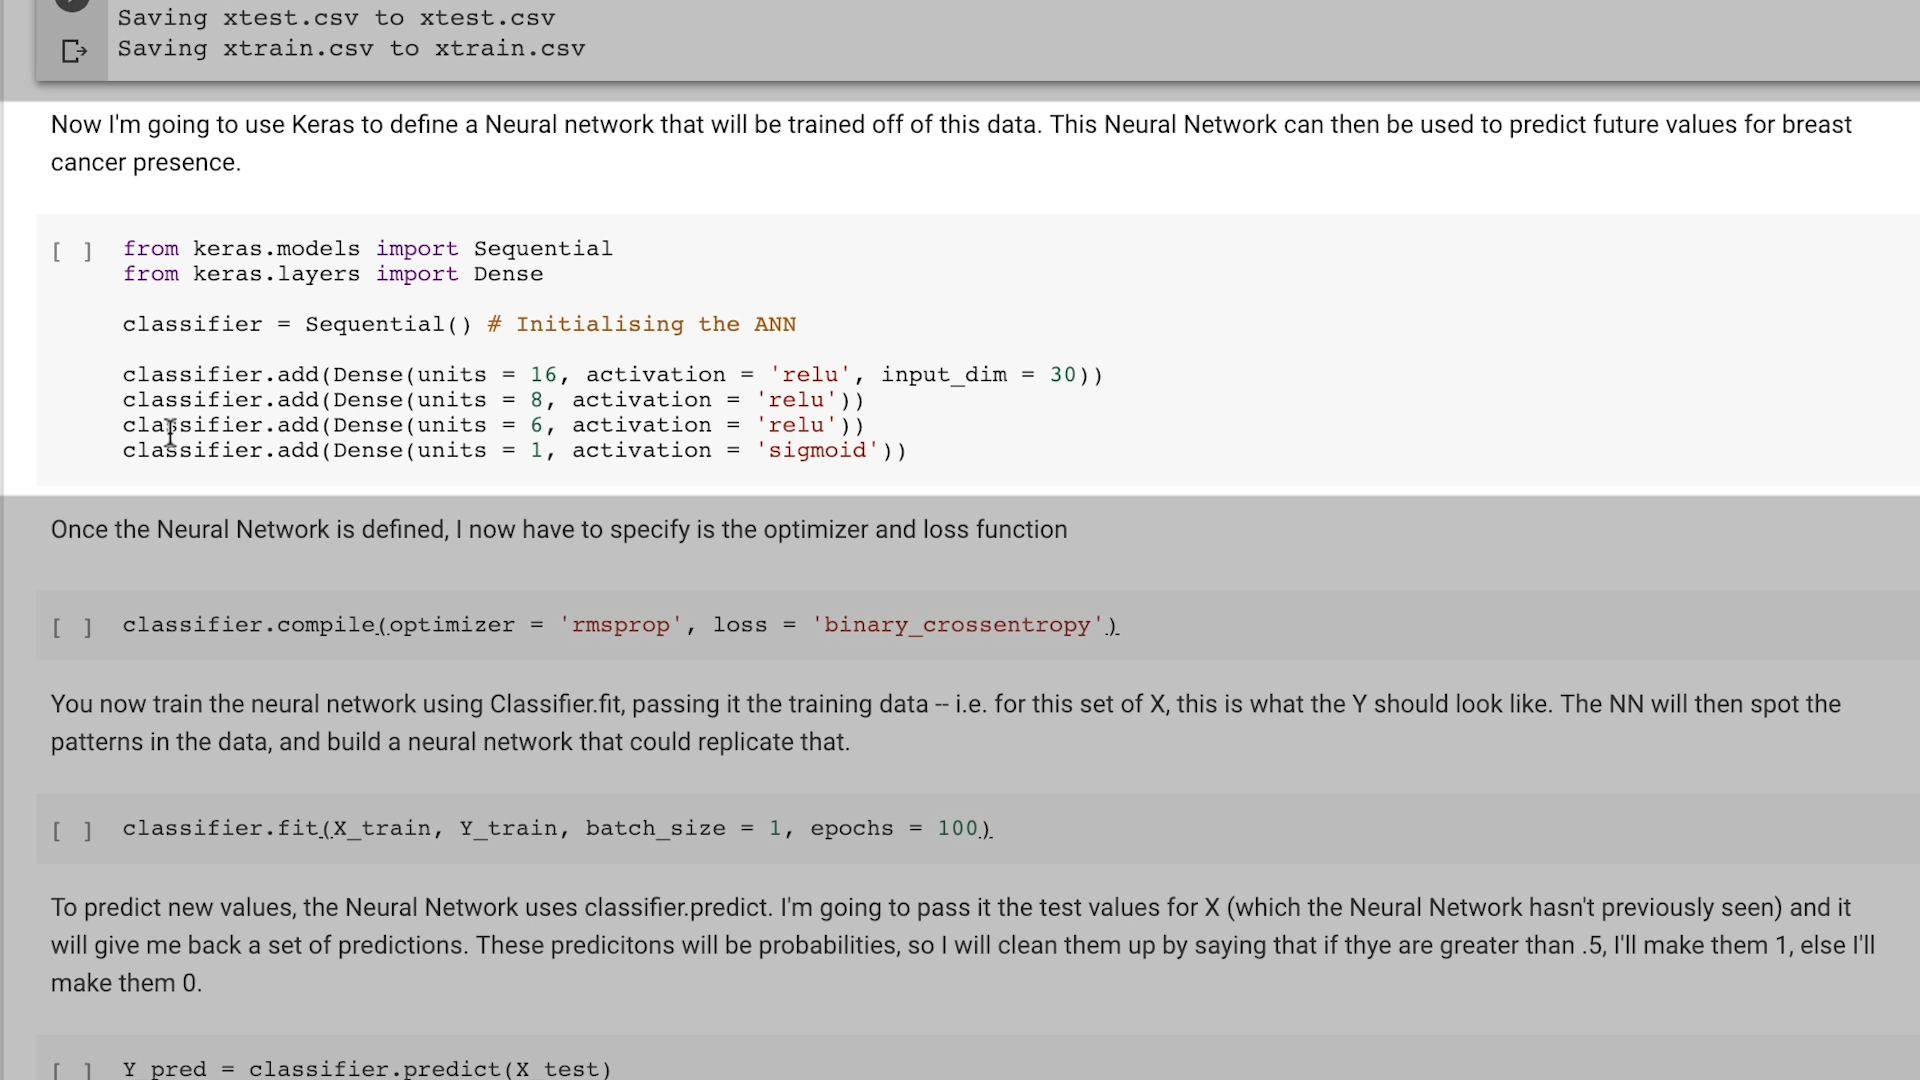 Saving xtest.csv to xtest.csv
Saving xtrain.csv to xtrain.csv
Now I'm going to use Keras to define a Neural network that will be trained off of this data. This Neural Network can then be used to predict future values for breast
cancer presence.
[ ] from keras.models import Sequential
from keras.layers import Dense
classifier = Sequential() # Initialising the ANN
classifier.add(Dense(units = 16, activation = 'relu', input_dim = 30))
classifier.add(Dense(units = 8, activation = 'relu'))
classifier.add(Dense(units = 6, activation = 'relu'))
classifier.add(Dense(units = 1, activation = 'sigmoid'))
Once the Neural Network is defined, I now have to specify is the optimizer and loss function
[ ] classifier.compile(optimizer = 'rmsprop', loss = 'binary_crossentropy')
You now train the neural network using Classifier.fit, passing it the training data -- i.e. for this set of X, this is what the Y should look like. The NN will then spot the
patterns in the data, and build a neural network that could replicate that.
[ ] classifier.fit(X_train, Y_train, batch_size = 1, epochs = 100)
To predict new values, the Neural Network uses classifier.predict. I'm going to pass it the test values for X (which the Neural Network hasn't previously seen) and it
will give me back a set of predictions. These predicitons will be probabilities, so I will clean them up by saying that if thye are greater than .5, I'll make them 1, else I'll
make them 0.
[ ] Y_pred = classifier.predict(X_test)